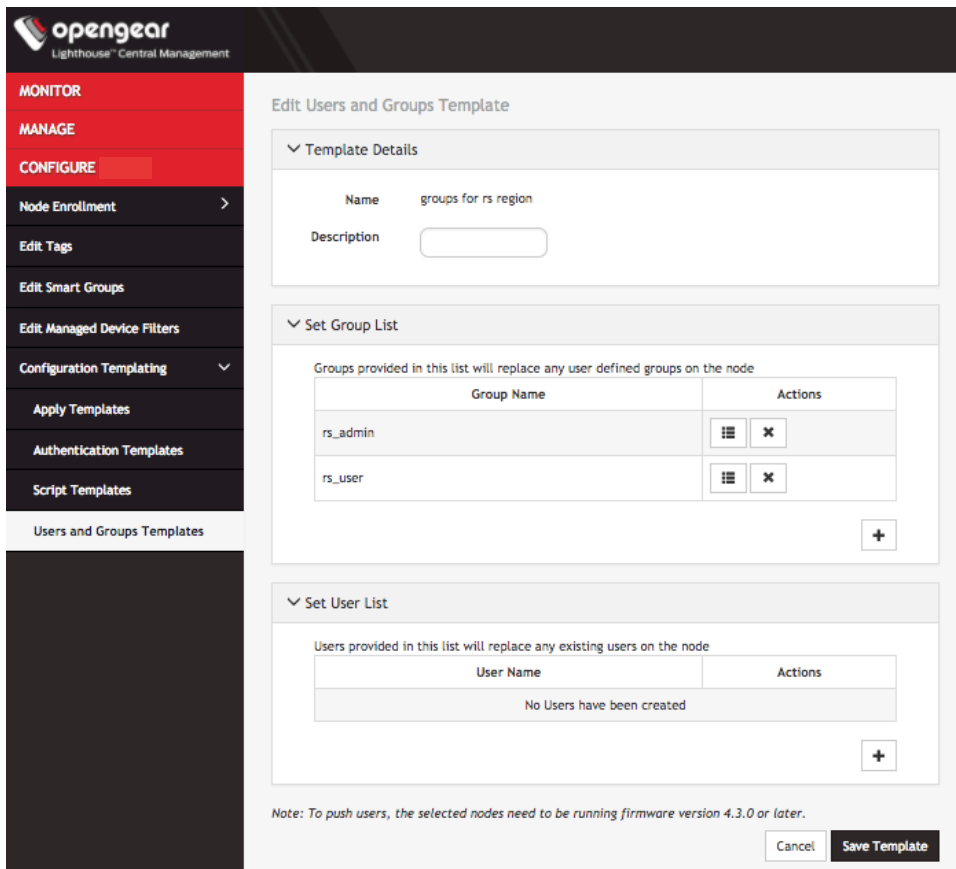 opengear
Lighthouse™ Central Management
MONITOR
MANAGE
CONFIGURE
Node Enrollment
Edit Tags
Edit Smart Groups
Edit Managed Device Filters
Configuration Templating
Apply Templates
Authentication Templates
Script Templates
Users and Groups Templates
Edit Users and Groups Template
Template Details
Name groups for rs region
Description
Set Group List
Groups provided in this list will replace any user defined groups on the node
Group Name Actions
rs_admin
rs_user
Set User List
Users provided in this list will replace any existing users on the node
User Name Actions
No Users have been created
Note: To push users, the selected nodes need to be running firmware version 4.3.0 or later.
Cancel Save Template